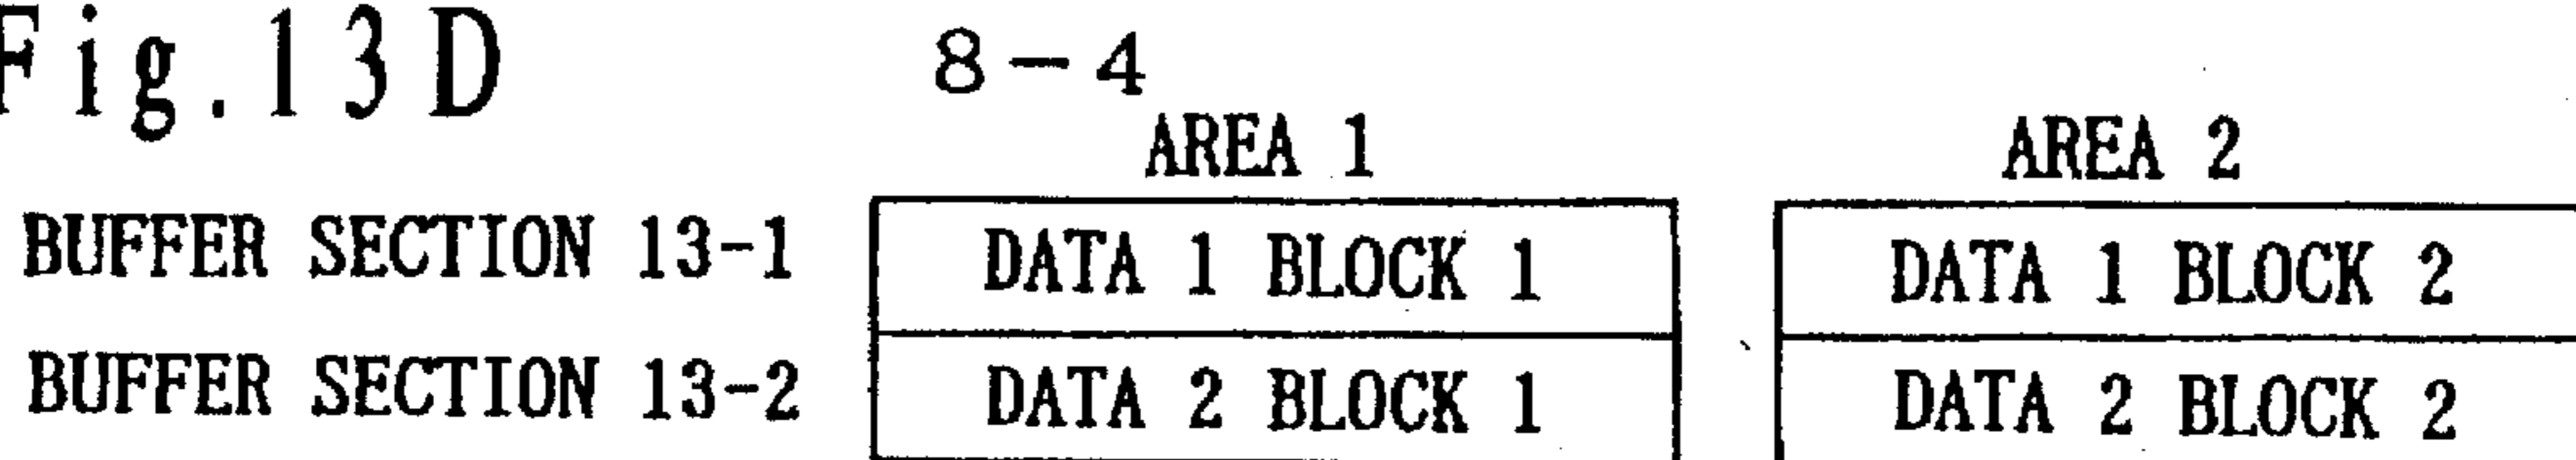 Fig.13D
8-4
AREA 1 AREA 2
BUFFER SECTION 13-1 DATA 1 BLOCK 1 DATA 1 BLOCK 2
BUFFER SECTION 13-2 DATA 2 BLOCK 1 DATA 2 BLOCK 2